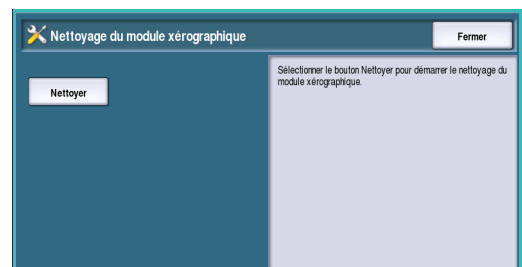 Nettoyage du module xérographique
Fermer
Nettoyer
Sélectionner le bouton Nettoyer pour démarrer le nettoyage du
module xérographique.